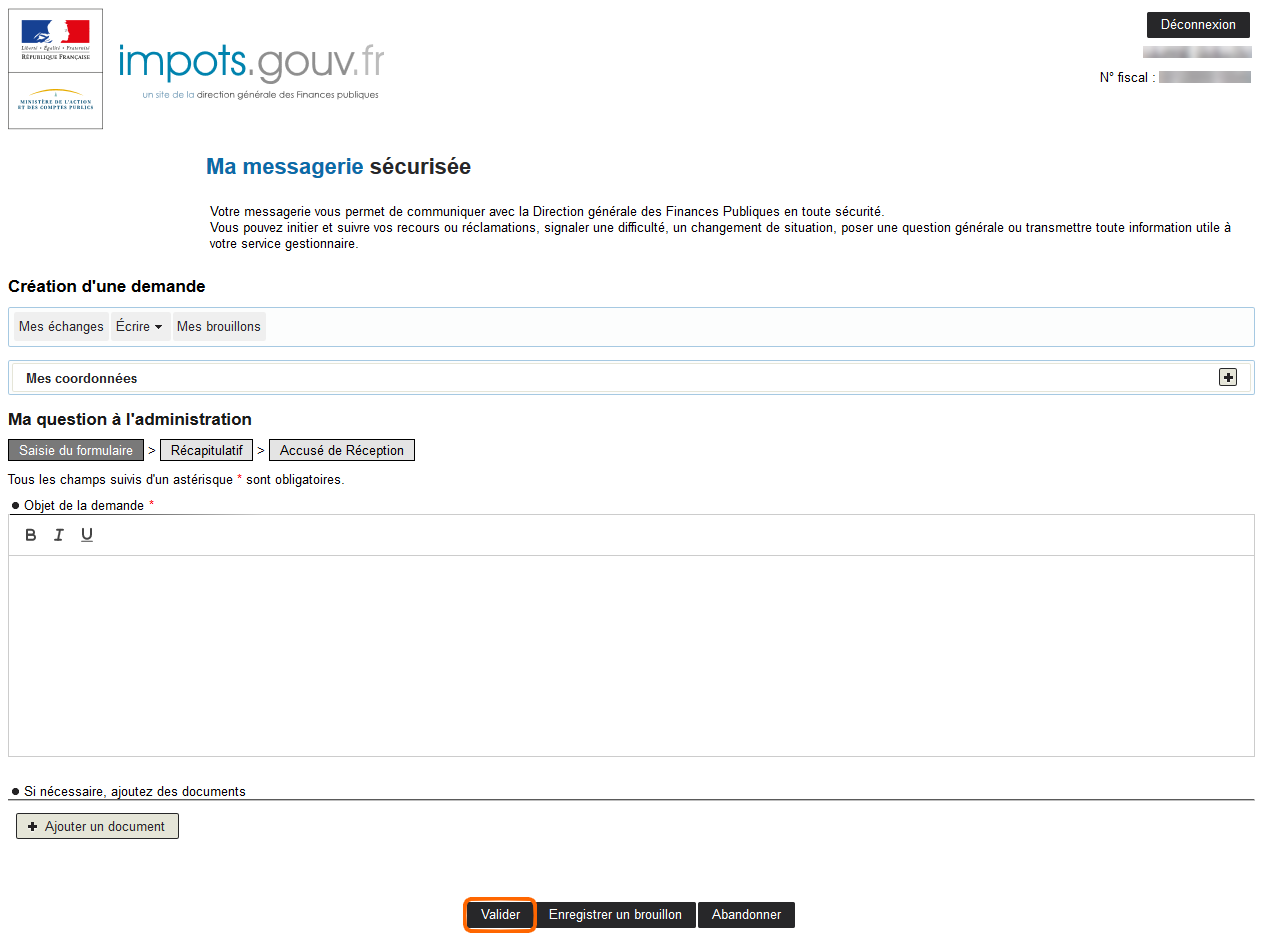 Liberté • Égalité • Fraternité
RÉPUBLIQUE FRANÇAISE
MINISTÈRE DE L'ACTION
ET DES COMPTES PUBLICS
impots.gouv.fr
un site de la direction générale des Finances publiques
Déconnexion
N° fiscal :
Ma messagerie sécurisée
Votre messagerie vous permet de communiquer avec la Direction générale des Finances Publiques en toute sécurité.
Vous pouvez initier et suivre vos recours ou réclamations, signaler une difficulté, un changement de situation, poser une question générale ou transmettre toute information utile à
votre service gestionnaire.
Création d'une demande
Mes échanges Écrire Mes brouillons
Mes coordonnées
Ma question à l'administration
Saisie du formulaire > Récapitulatif > Accusé de Réception
Tous les champs suivis d'un astérisque * sont obligatoires.
● Objet de la demande *
B I U
● Si nécessaire, ajoutez des documents
+ Ajouter un document
Valider Enregistrer un brouillon Abandonner